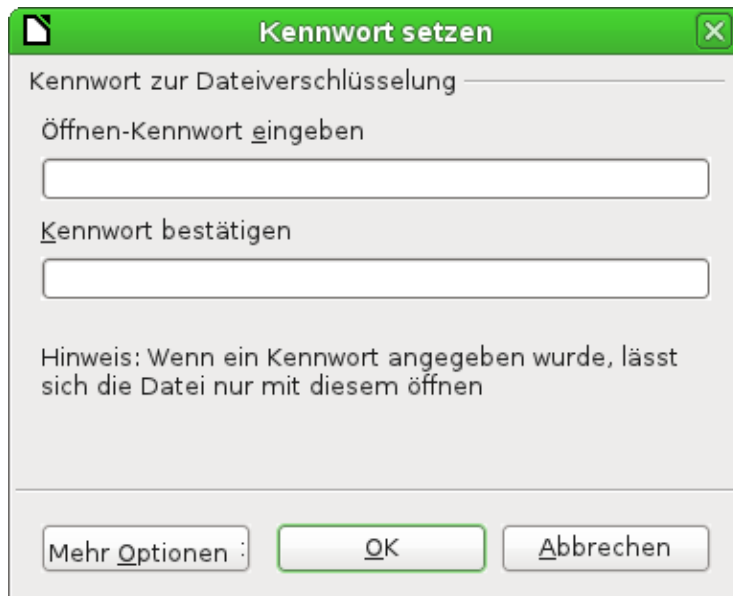 Kennwort setzen
Kennwort zur Dateiverschlüsselung
Öffnen-Kennwort eingeben
Kennwort bestätigen
Hinweis: Wenn ein Kennwort angegeben wurde, lässt
sich die Datei nur mit diesem öffnen
Mehr Optionen :
OK
Abbrechen